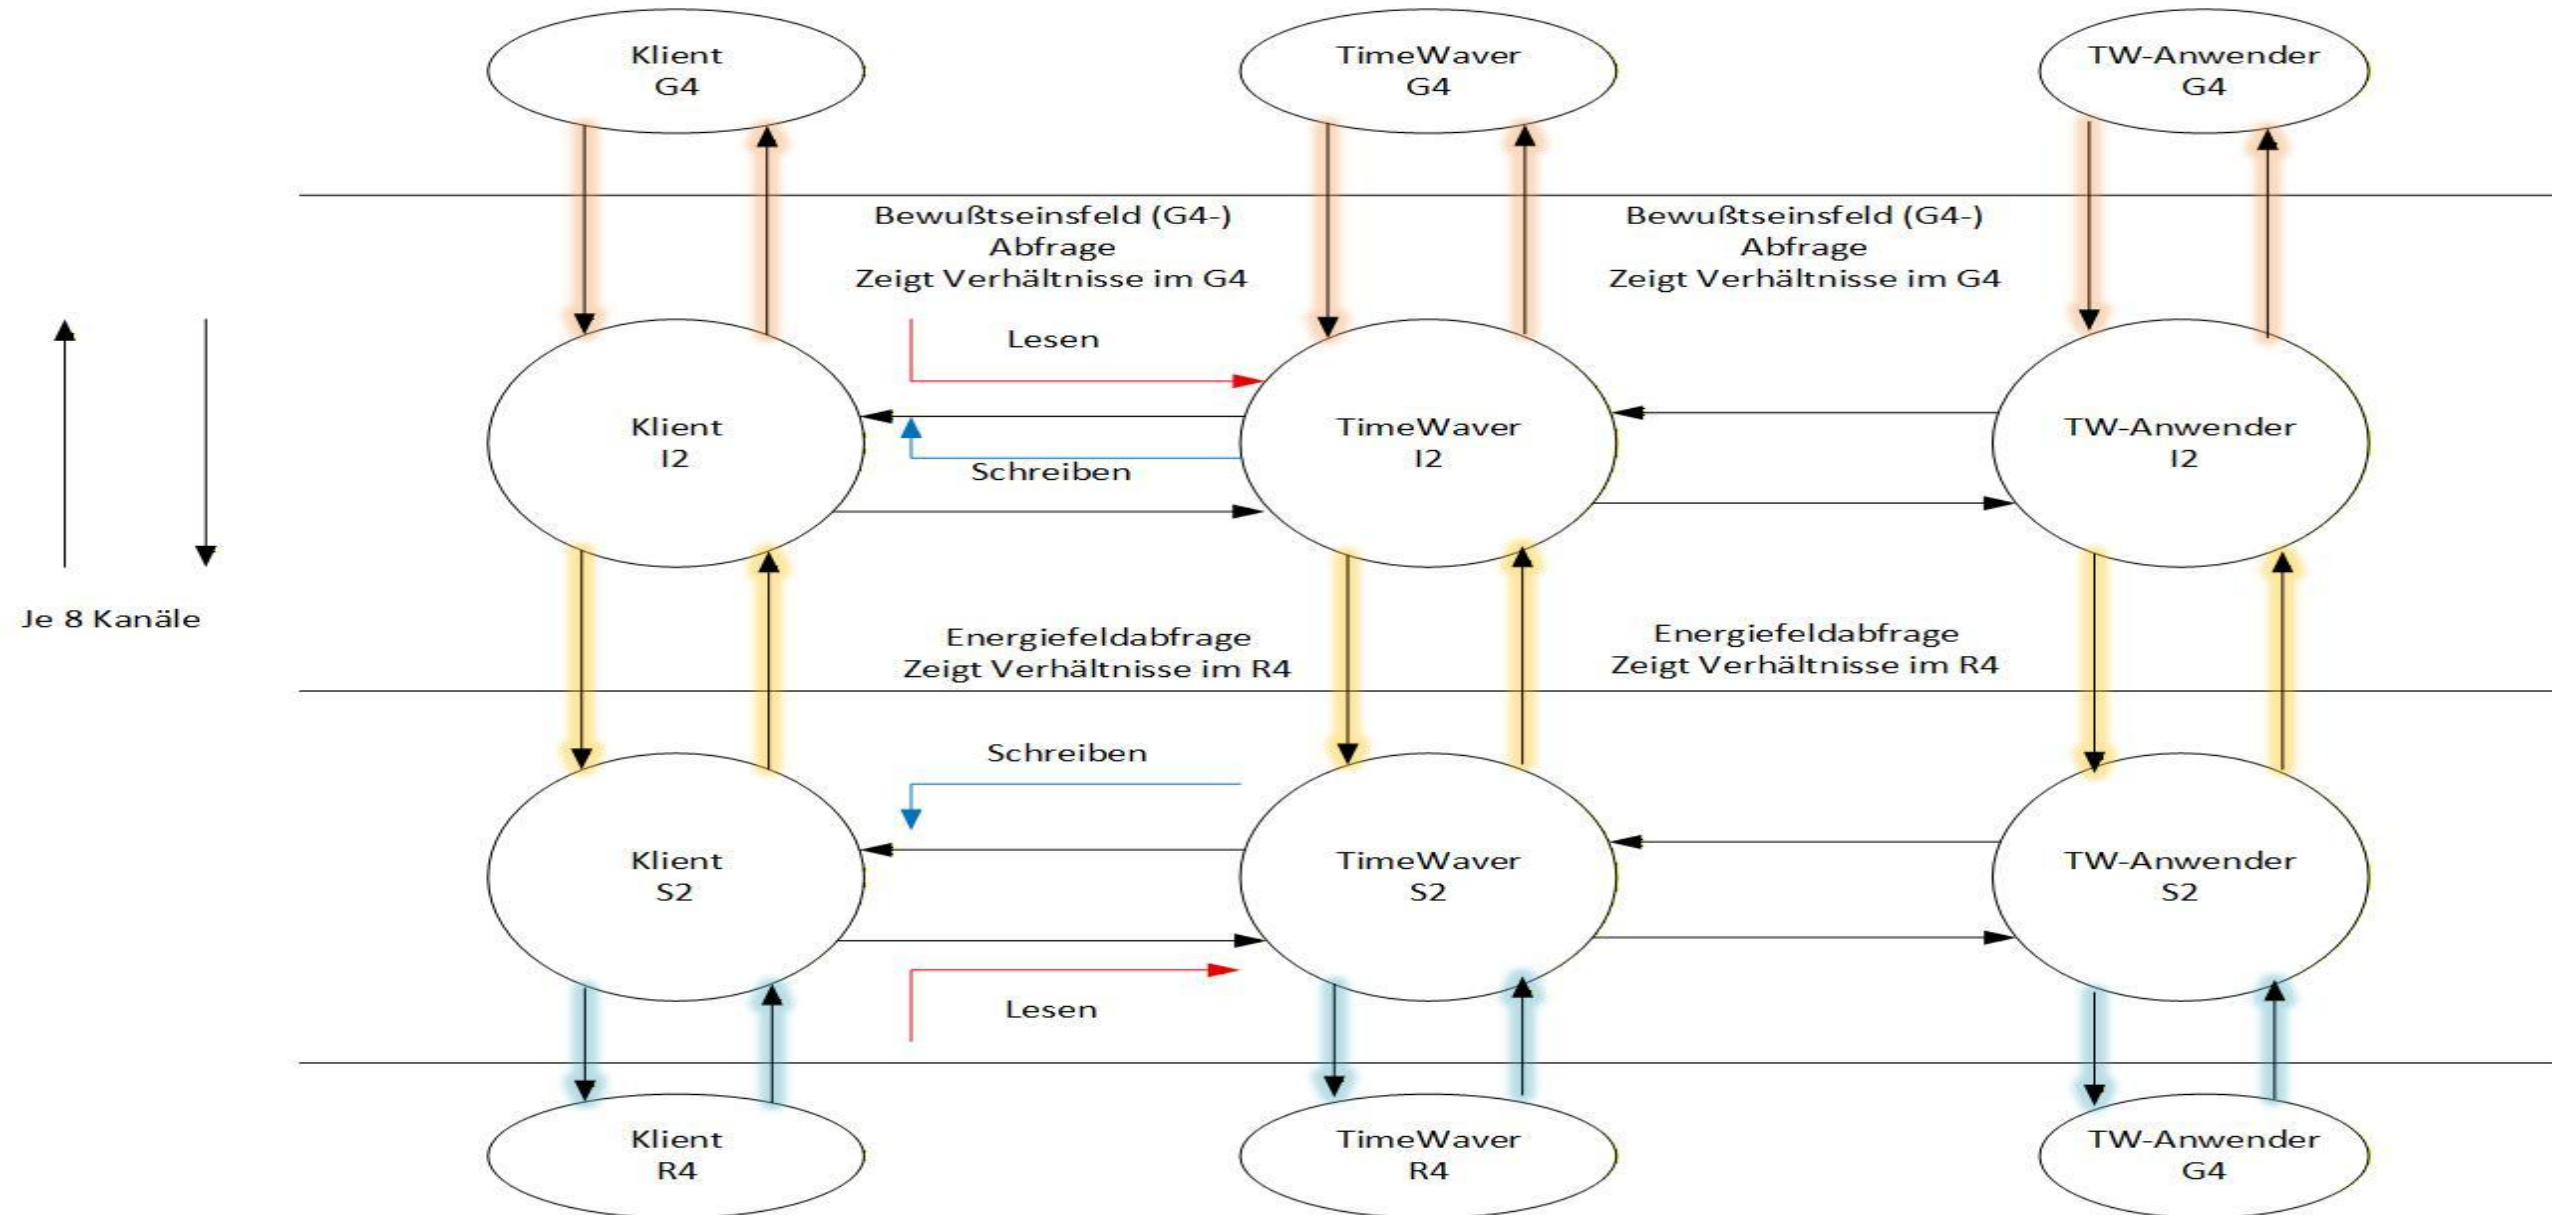 Klient
G4
TimeWaver
G4
TW-Anwender
G4
Bewußtseinsfeld (G4-)
Abfrage
Zeigt Verhältnisse im G4
Bewußtseinsfeld (G4-)
Abfrage
Zeigt Verhältnisse im G4
Lesen
Klient
I2
TimeWaver
I2
TW-Anwender
I2
Schreiben
Je 8 Kanäle
Energiefeldabfrage
Zeigt Verhältnisse im R4
Energiefeldabfrage
Zeigt Verhältnisse im R4
Schreiben
Klient
S2
TimeWaver
S2
TW-Anwender
S2
Lesen
Klient
R4
TimeWaver
R4
TW-Anwender
G4